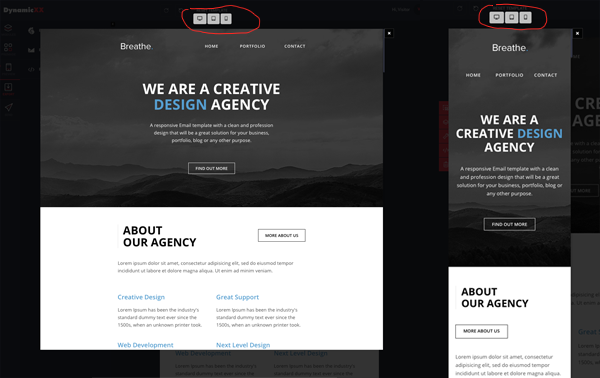 DynamicXX
Breathe.
HOME PORTFOLIO CONTACT
WE ARE A CREATIVE
DESIGN AGENCY
A responsive Email template with a clean and profession
design that will be a great solution for your business,
portfolio, blog or any other purpose.
FIND OUT MORE
ABOUT
OUR AGENCY
MORE ABOUT US
Lorem ipsum dolor sit amet, consectetur adipiscing elit, sed do eiusmod tempor
incididunt ut labore et dolore magna aliqua. Ut enim ad minim veniam.
Creative Design
Lorem Ipsum has been the industry's
standard dummy text ever since the
1500s, when an unknown printer took.
Great Support
Lorem Ipsum has been the industry's
standard dummy text ever since the
1500s, when an unknown printer took.
Web Development
Next Level Design
Web Development
Next Level Design
Breathe.
HOME PORTFOLIO CONTACT
WE ARE A
CREATIVE DESIGN
AGENCY
A responsive Email template with a clean
and profession design that will be a great
solution for your business, portfolio, blog or
any other purpose.
FIND OUT MORE
ABOUT
OUR AGENCY
MORE ABOUT US
Lorem ipsum dolor sit amet, consectetur
adipiscing elit, sed do eiusmod tempor
Great S